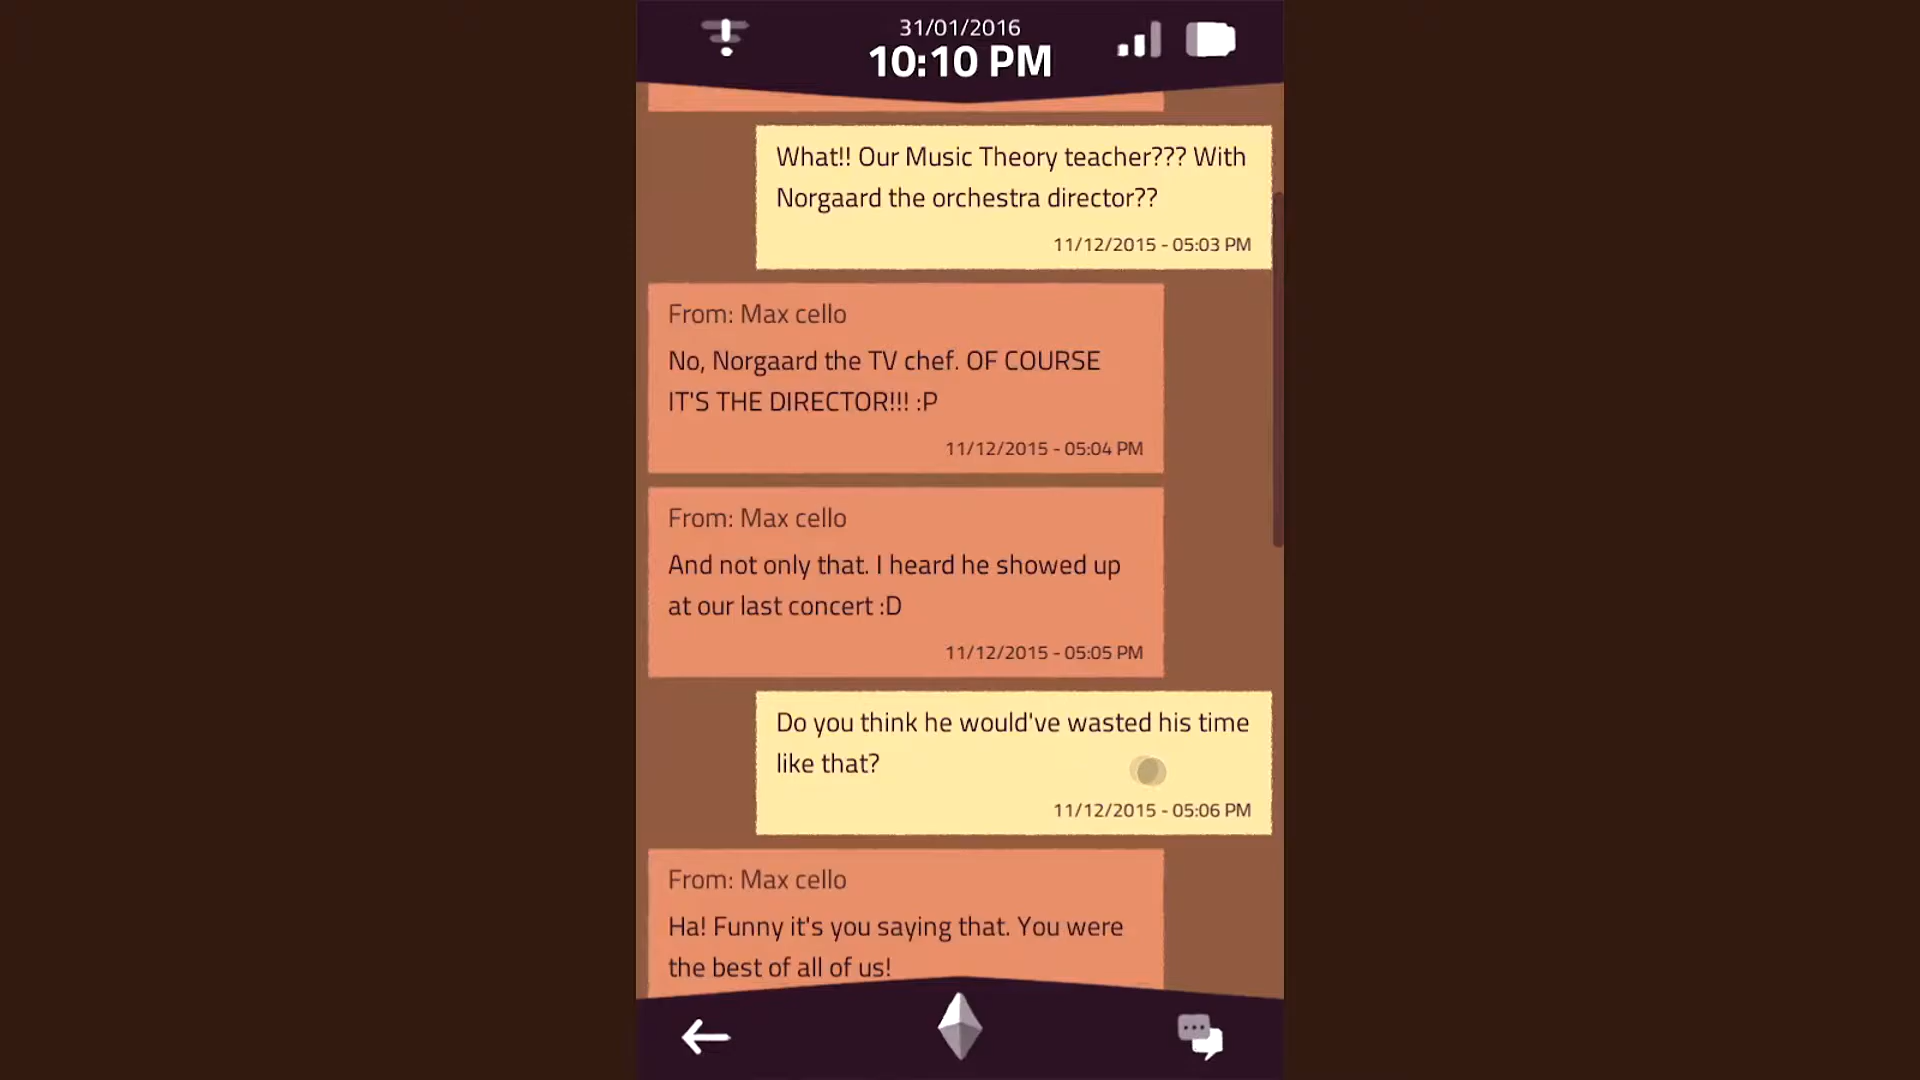 31/01/2016
10:10 PM
What!! Our Music Theory teacher??? With
Norgaard the orchestra director??
11/12/2015 - 05:03 PM
From: Max cello
No, Norgaard the TV chef. OF COURSE
IT'S THE DIRECTOR!!! :P
11/12/2015 - 05:04 PM
From: Max cello
And not only that. I heard he showed up
at our last concert :D
11/12/2015 - 05:05 PM
Do you think he would've wasted his time
like that?
11/12/2015 - 05:06 PM
From: Max cello
Ha! Funny it's you saying that. You were
the best of all of us!